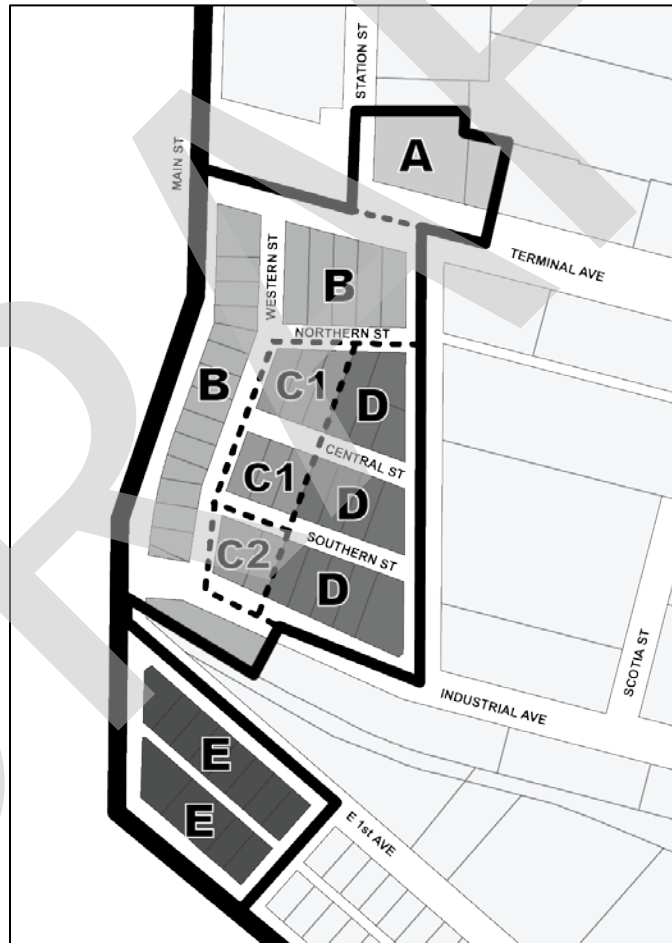 STATION ST
MAIN ST
A
WESTERN ST
B
TERMINAL AVE
NORTHERN ST
B
C1
D
CENTRAL ST
C1
D
C2
SOUTHERN ST
D
SCOTIA ST
INDUSTRIAL AVE
E
E
E 1st AVE